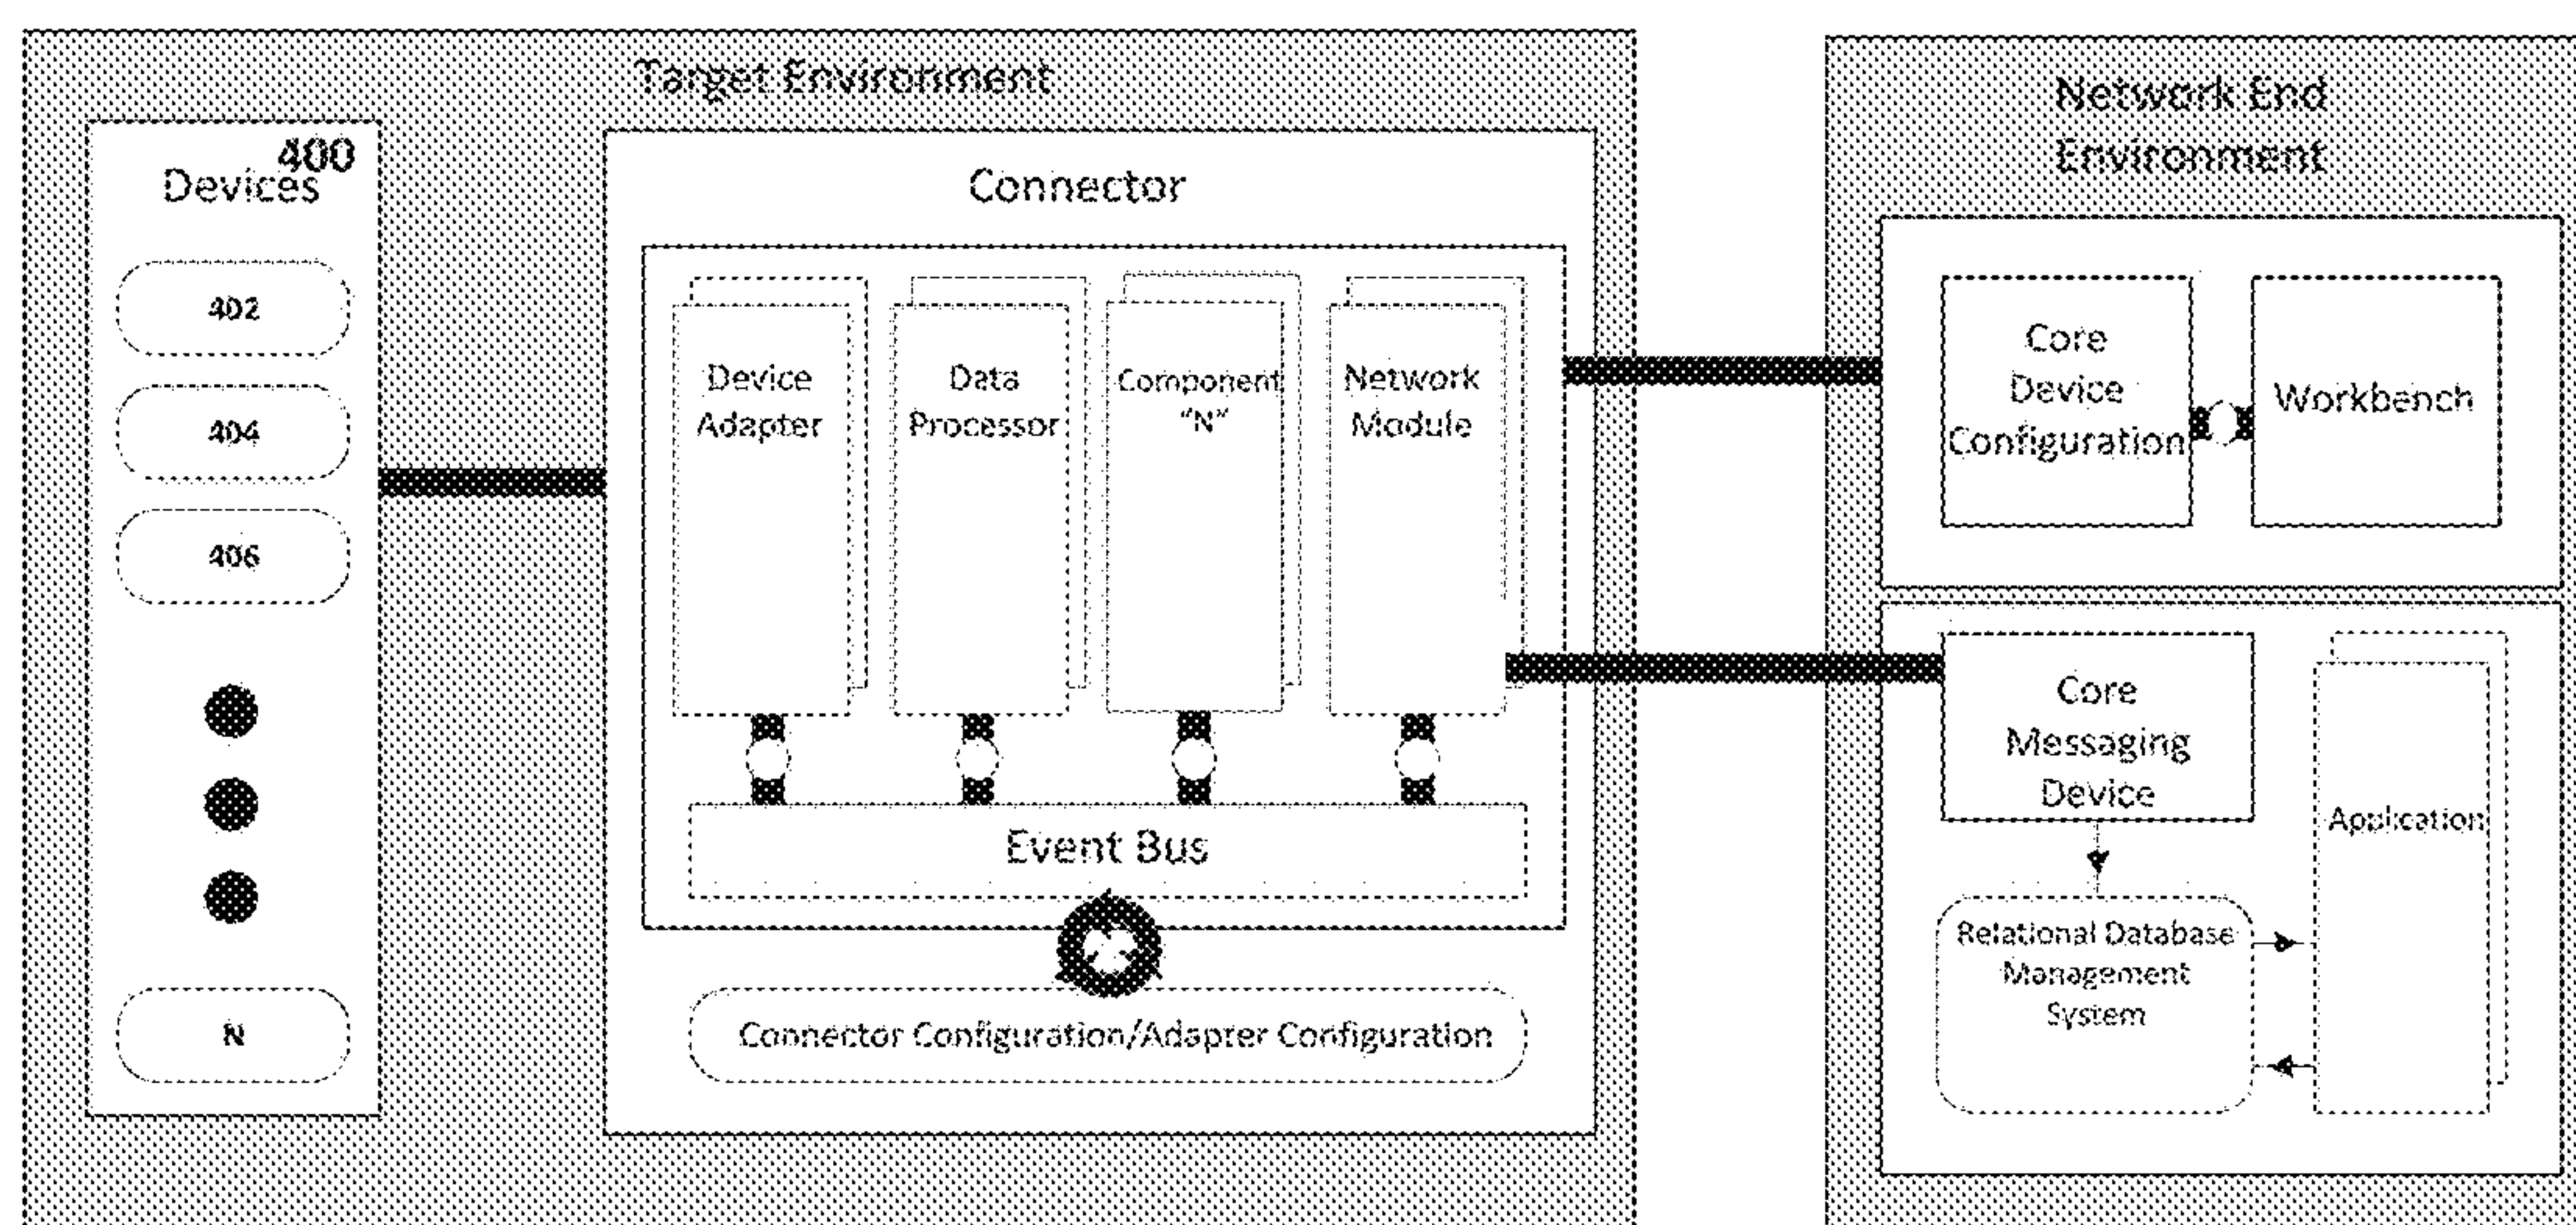 Target Environment
400
Devices
402
404
406
N
Connector
Device
Adapter
Data
Processor
Component
"N"
Network
Module
Event Bus
Connector Configuration/Adapter Configuration
Network End
Environment
Core
Device
Configuration
Workbench
Core
Messaging
Device
Relational Database
Management
System
Application